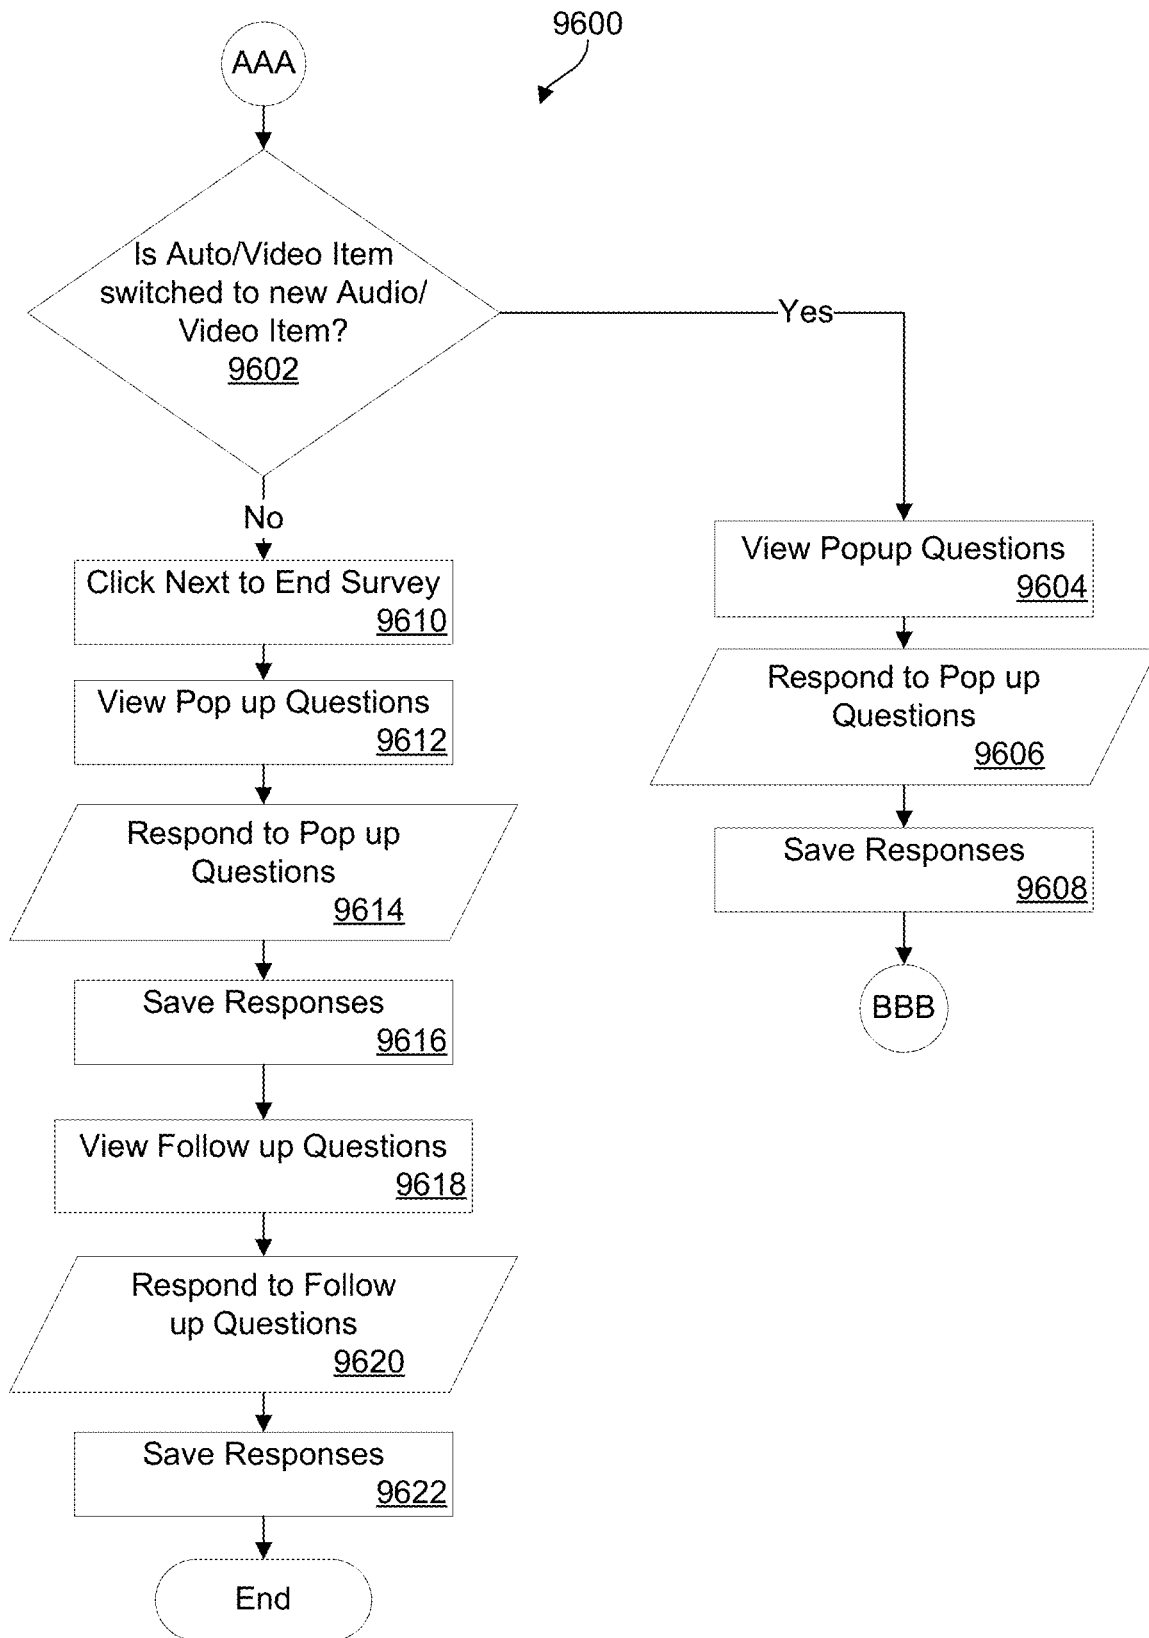 9600
AAA
Is Auto/Video Item
switched to new Audio/
Video Item?
9602
Yes
No
View Popup Questions
9604
Respond to Pop up
Questions
9606
Save Responses
9608
BBB
Click Next to End Survey
9610
View Pop up Questions
9612
Respond to Pop up
Questions
9614
Save Responses
9616
View Follow up Questions
9618
Respond to Follow
up Questions
9620
Save Responses
9622
End